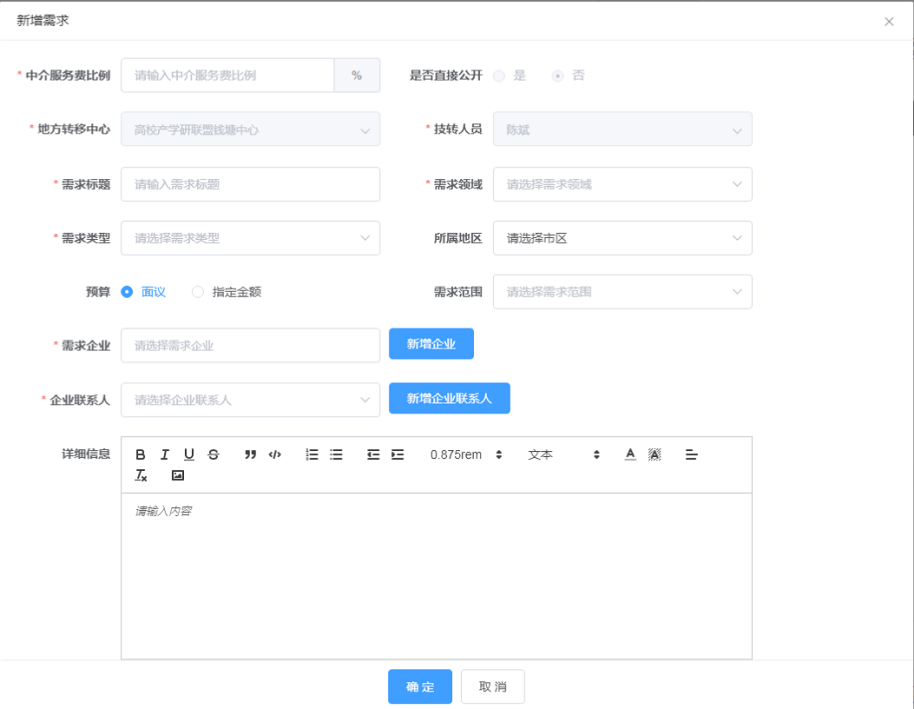 新增需求
* 中介服务费比例 请输入中介服务费比例 % 是否直接公开 是 否
* 地方转移中心 高校产学研联盟钱塘中心 * 技转人员 陈斌
* 需求标题 请输入需求标题 * 需求领域 请选择需求领域
* 需求类型 请选择需求类型 所属地区 请选择市区
预算 面议 指定金额 需求范围 请选择需求范围
* 需求企业 请选择需求企业 新增企业
* 企业联系人 请选择企业联系人 新增企业联系人
详细信息 B I U S 0.875rem 文本 A A
请输入内容
确定 取消